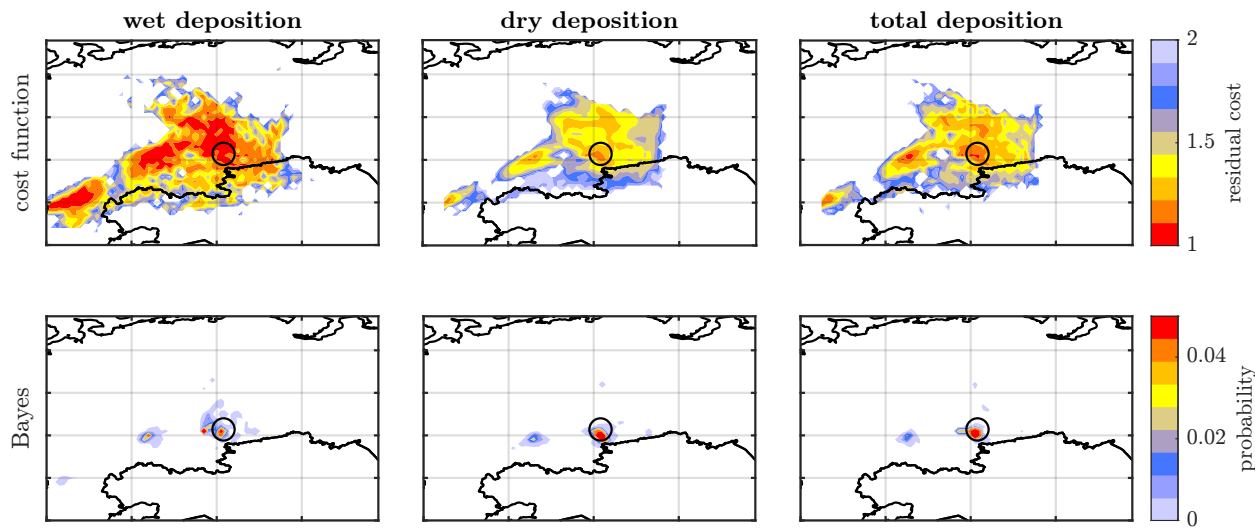 wet deposition
dry deposition
total deposition
cost function
2
1.5
1
residual cost
Bayes
0.04
0.02
0
probability